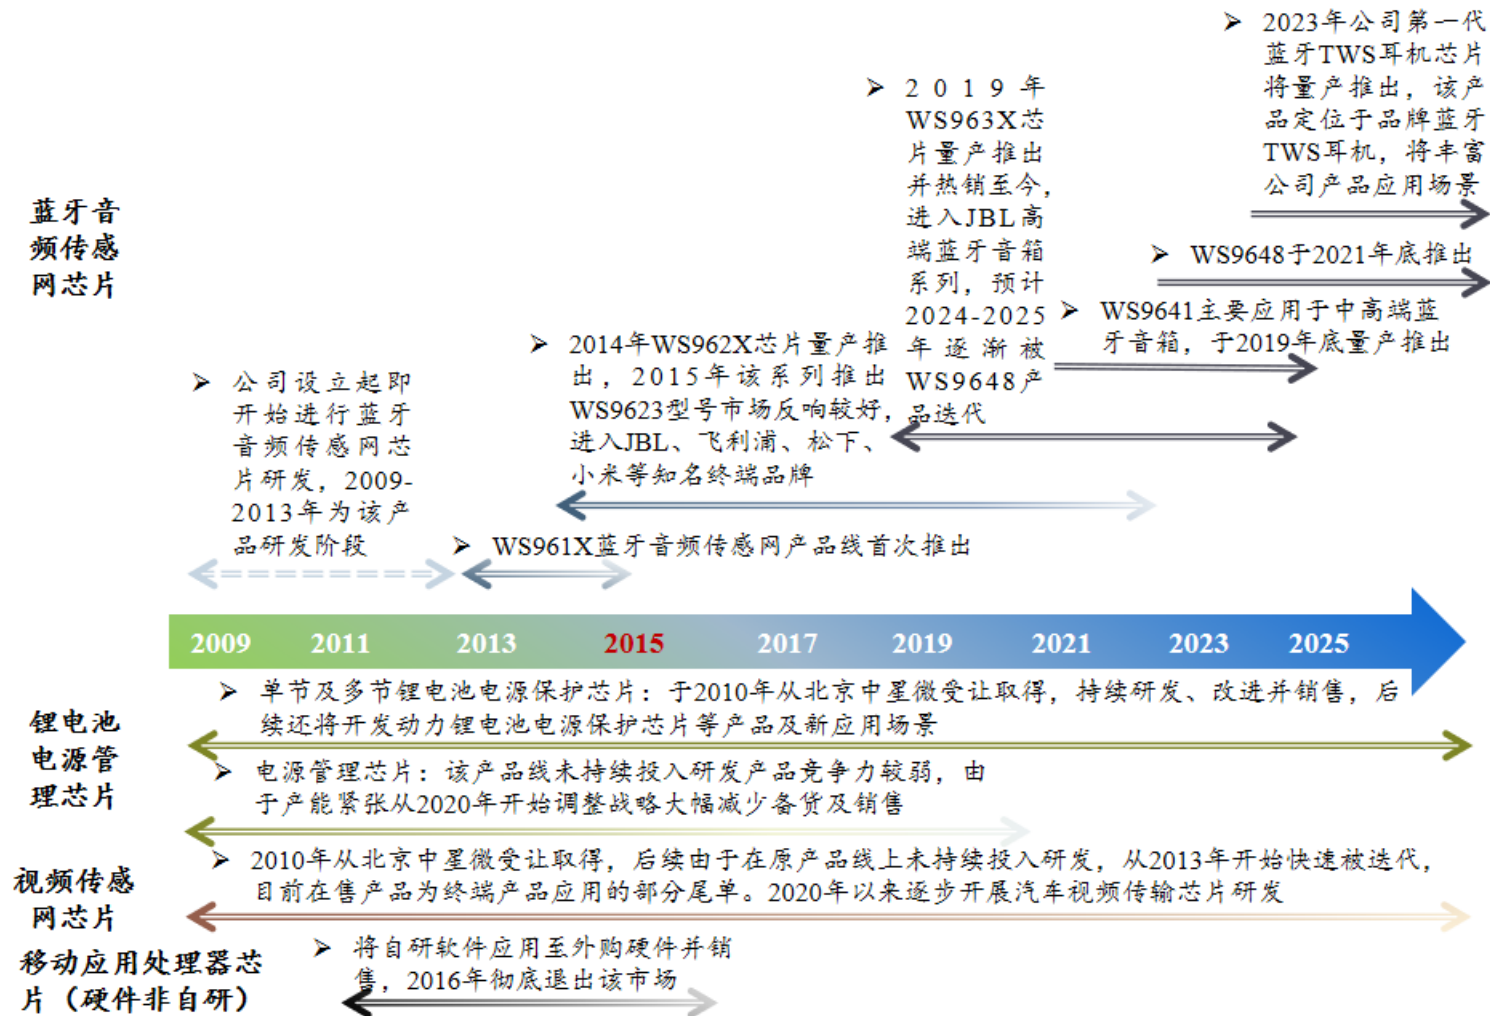 ➤ 2023年公司第一代
蓝牙TWS耳机芯片
将量产推出，该产
品定位于品牌蓝牙
TWS耳机，将丰富
公司产品应用场景
➤ 2019年
WS963X芯
片量产推出
并热销至今，
进入JBL高
端蓝牙音箱
系列，预计
2024-2025
年逐渐被
WS9648产
品迭代
蓝牙音
频传感
网芯片
➤ WS9648于2021年底推出
➤ WS9641主要应用于中高端蓝
牙音箱，于2019年底量产推出
➤ 2014年WS962X芯片量产推
出，2015年该系列推出
WS9623型号市场反响较好，
进入JBL、飞利浦、松下、
小米等知名终端品牌
➤ 公司设立起即
开始进行蓝牙
音频传感网芯
片研发，2009-
2013年为该产
品研发阶段
➤ WS961X蓝牙音频传感网产品线首次推出
2009 2011 2013 2015 2017 2019 2021 2023 2025
锂电池
电源管
理芯片
➤ 单节及多节锂电池电源保护芯片：于2010年从北京中星微受让取得，持续研发、改进并销售，后
续还将开发动力锂电池电源保护芯片等产品及新应用场景
➤ 电源管理芯片：该产品线未持续投入研发产品竞争力较弱，由
于产能紧张从2020年开始调整战略大幅减少备货及销售
视频传感
网芯片
➤ 2010年从北京中星微受让取得，后续由于在原产品线上未持续投入研发，从2013年开始快速被迭代，
目前在售产品为终端产品应用的部分尾单。2020年以来逐步开展汽车视频传输芯片研发
移动应用处理器芯
片（硬件非自研）
➤ 将自研软件应用至外购硬件并销
售，2016年彻底退出该市场